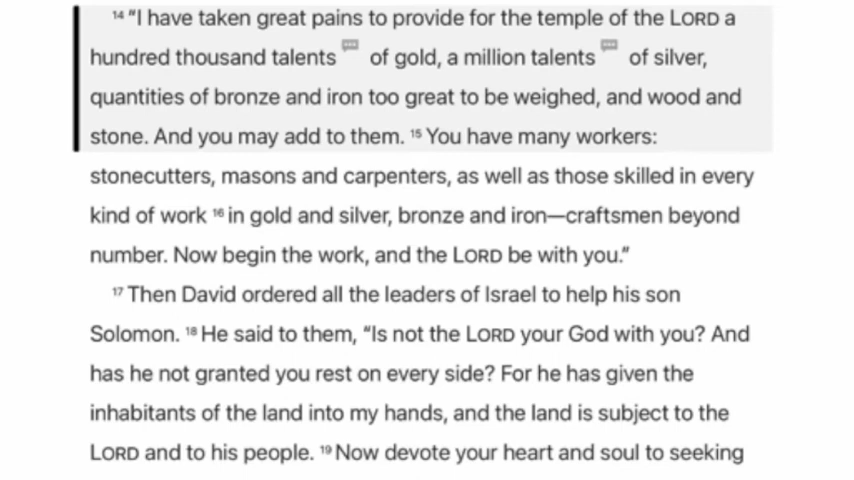 14 “I have taken great pains to provide for the temple of the LORD a
hundred thousand talents of gold, a million talents of silver,
quantities of bronze and iron too great to be weighed, and wood and
stone. And you may add to them. 15 You have many workers:
stonecutters, masons and carpenters, as well as those skilled in every
kind of work 16 in gold and silver, bronze and iron—craftsmen beyond
number. Now begin the work, and the LORD be with you.”
17 Then David ordered all the leaders of Israel to help his son
Solomon. 18 He said to them, “Is not the LORD your God with you? And
has he not granted you rest on every side? For he has given the
inhabitants of the land into my hands, and the land is subject to the
LORD and to his people. 19 Now devote your heart and soul to seeking